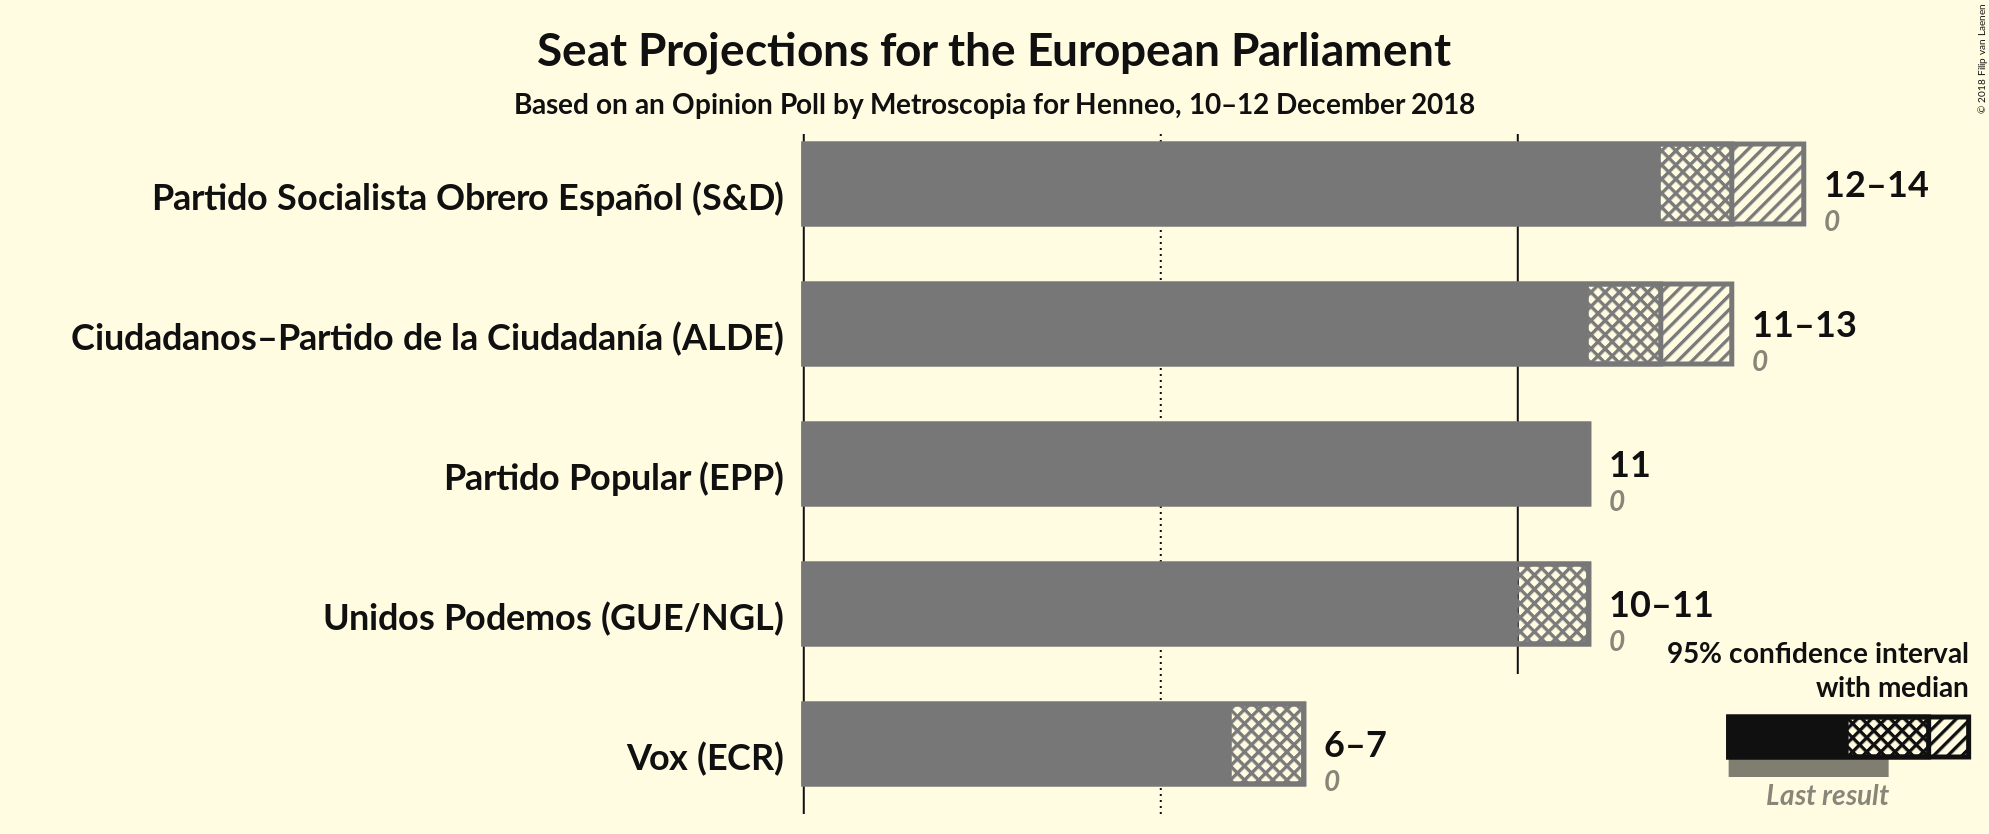 Seat Projections for the European Parliament
Based on an Opinion Poll by Metroscopia for Henneo, 10–12 December 2018
© 2018 Filip van Laenen
Partido Socialista Obrero Español (S&D)
12–14
0
Ciudadanos–Partido de la Ciudadanía (ALDE)
11–13
0
Partido Popular (EPP)
11
0
Unidos Podemos (GUE/NGL)
10–11
0
Vox (ECR)
6–7
0
95% confidence interval
with median
Last result